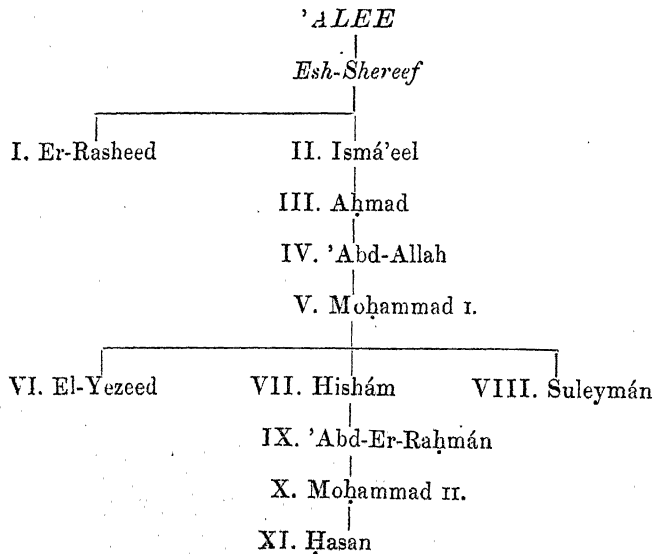 'ALEE
Esh-Shereef
I. Er-Rasheed II. Ismá'eel
III. Aḥmad
IV. 'Abd-Allah
V. Moḥammad I.
VI. El-Yezeed VII. Hishám VIII. Suleymán
IX. 'Abd-Er-Raḥmán
X. Moḥammad II.
XI. Ḥasan